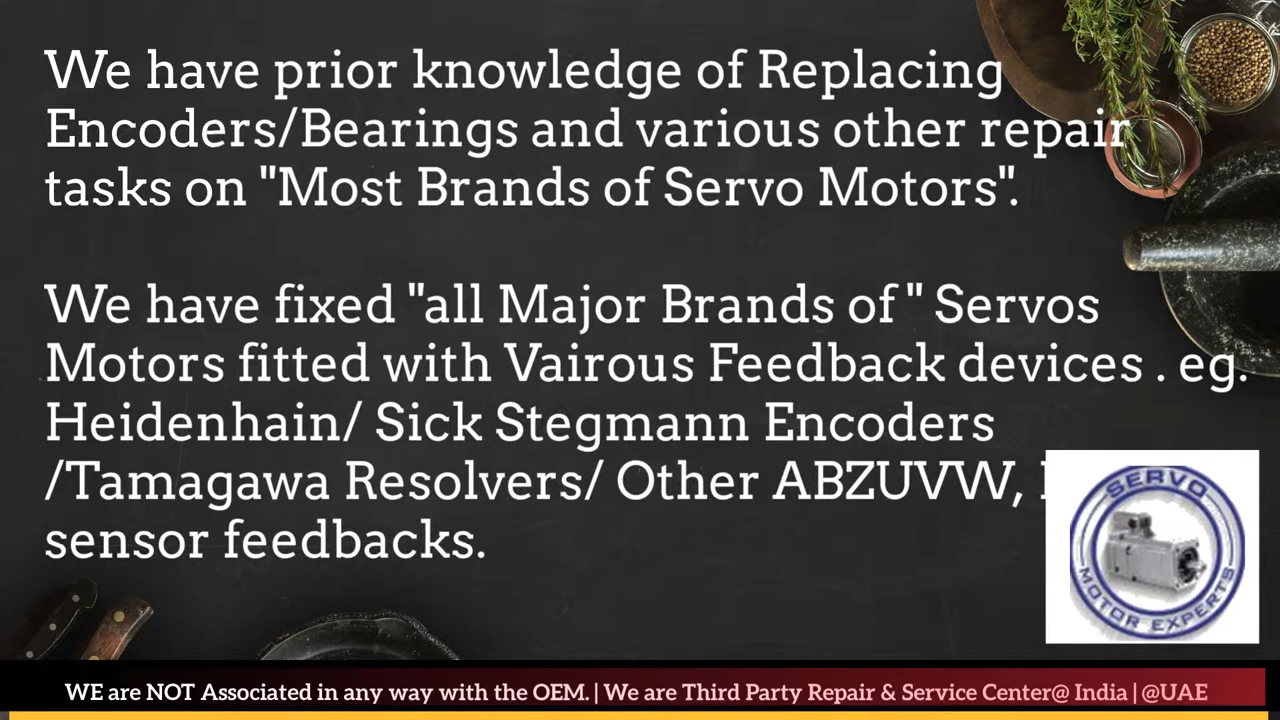 We have prior knowledge of Replacing
Encoders/Bearings and various other repair
tasks on "Most Brands of Servo Motors".
We have fixed "all Major Brands of " Servos
Motors fitted with Vairous Feedback devices . eg.
Heidenhain/ Sick Stegmann Encoders
/Tamagawa Resolvers/ Other ABZUVW,
sensor feedbacks.
SERVO
MOTOR EXPERTS
WE are NOT Associated in any way with the OEM. | We are Third Party Repair & Service Center@ India | @UAE